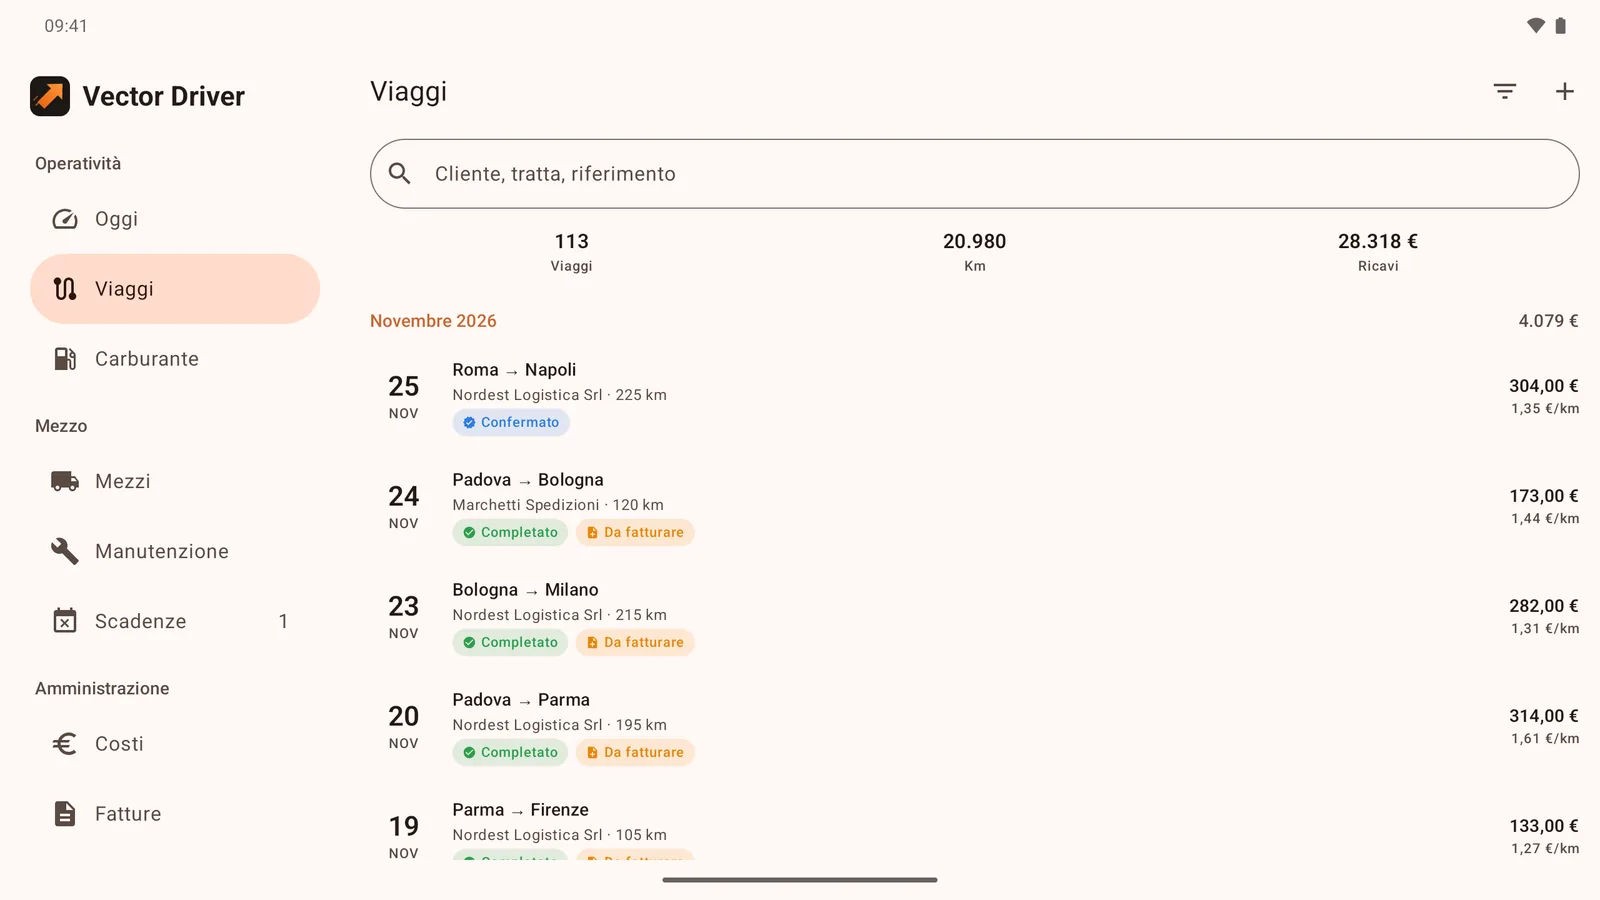 09:41
Vector Driver
Operatività
Oggi
Viaggi
Carburante
Mezzo
Mezzi
Manutenzione
Scadenze 1
Amministrazione
Costi
Fatture
Viaggi
Cliente, tratta, riferimento
113 20.980 28.318 €
Viaggi Km Ricavi
Novembre 2026 4.079 €
25 NOV
Roma → Napoli
Nordest Logistica Srl · 225 km
Confermato
304,00 €
1,35 €/km
24 NOV
Padova → Bologna
Marchetti Spedizioni · 120 km
Completato Da fatturare
173,00 €
1,44 €/km
23 NOV
Bologna → Milano
Nordest Logistica Srl · 215 km
Completato Da fatturare
282,00 €
1,31 €/km
20 NOV
Padova → Parma
Nordest Logistica Srl · 195 km
Completato Da fatturare
314,00 €
1,61 €/km
19 NOV
Parma → Firenze
Nordest Logistica Srl · 105 km
Completato Da fatturare
133,00 €
1,27 €/km